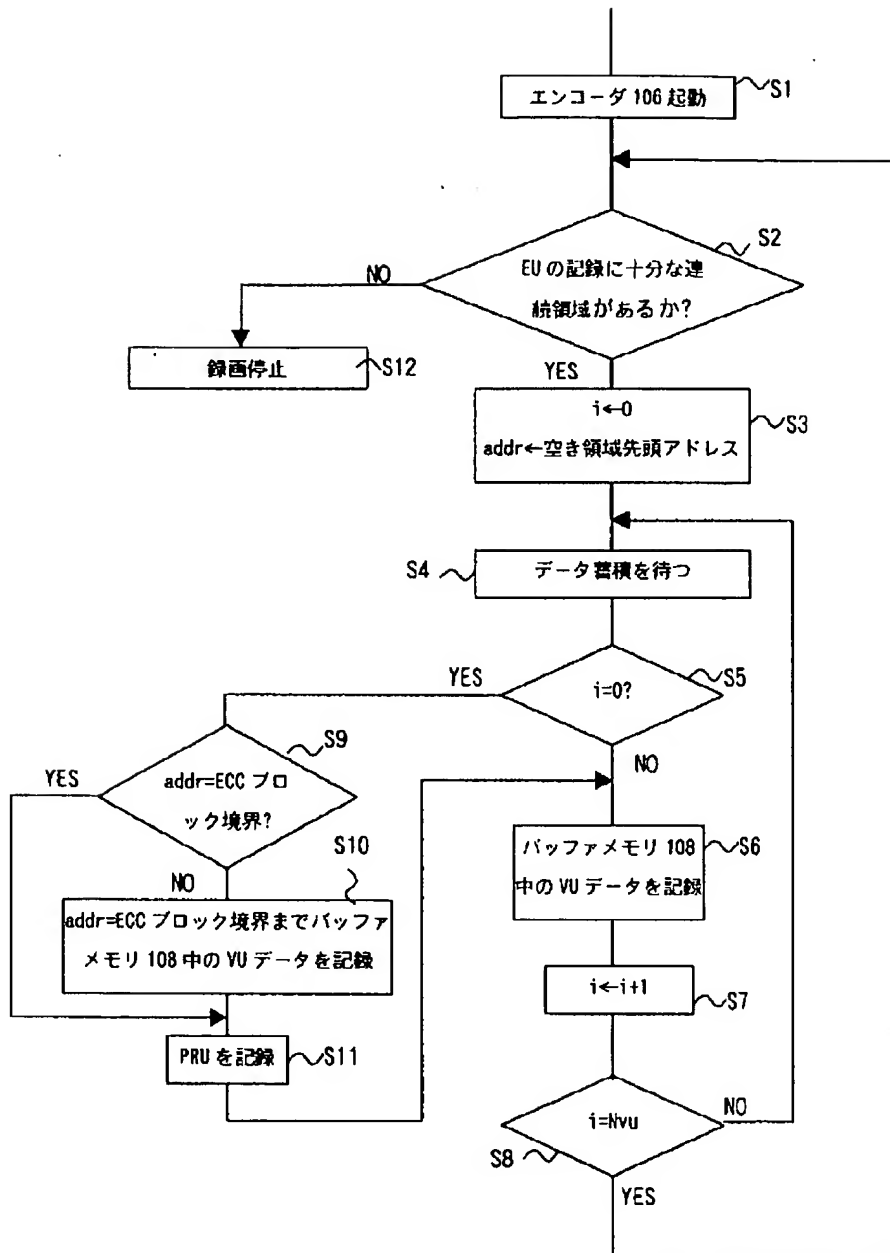 エンコーダ 106 起動
S1
S2
EU の記録に十分な連
続領域があるか?
NO
録画停止
S12
YES
i←0
addr←空き領域先頭アドレス
S3
S4
データ蓄積を待つ
YES
i=0?
S5
NO
S9
YES
addr=ECC ブロ
ック境界?
S10
NO
addr=ECC ブロック境界までバッファ
メモリ 108 中の VU データを記録
バッファメモリ 108
中の VU データを記録
S6
i←i+1
S7
PRU を記録
S11
i=Nvu
NO
S8
YES